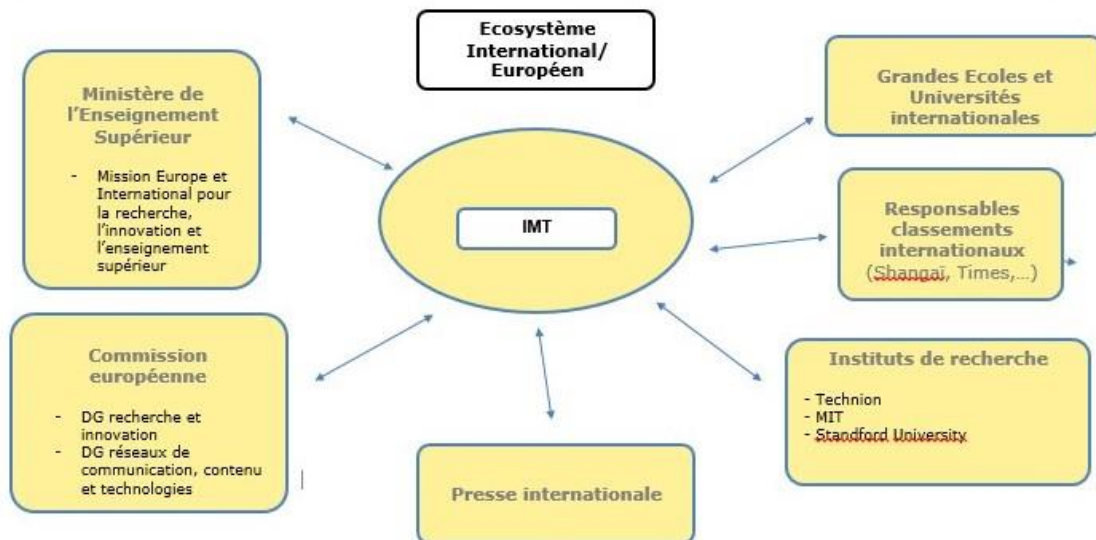 Ecosystème
International/
Européen
Ministère de
l'Enseignement
Supérieur
- Mission Europe et
International pour
la recherche,
l'innovation et
l'enseignement
supérieur
Grandes Ecoles et
Universités
internationales
IMT
Responsables
classements
internationaux
(Shangaï, Times,...)
Commission
européenne
- DG recherche et
innovation
- DG réseaux de
communication, contenu
et technologies
Instituts de recherche
- Technion
- MIT
- Standford University
Presse internationale